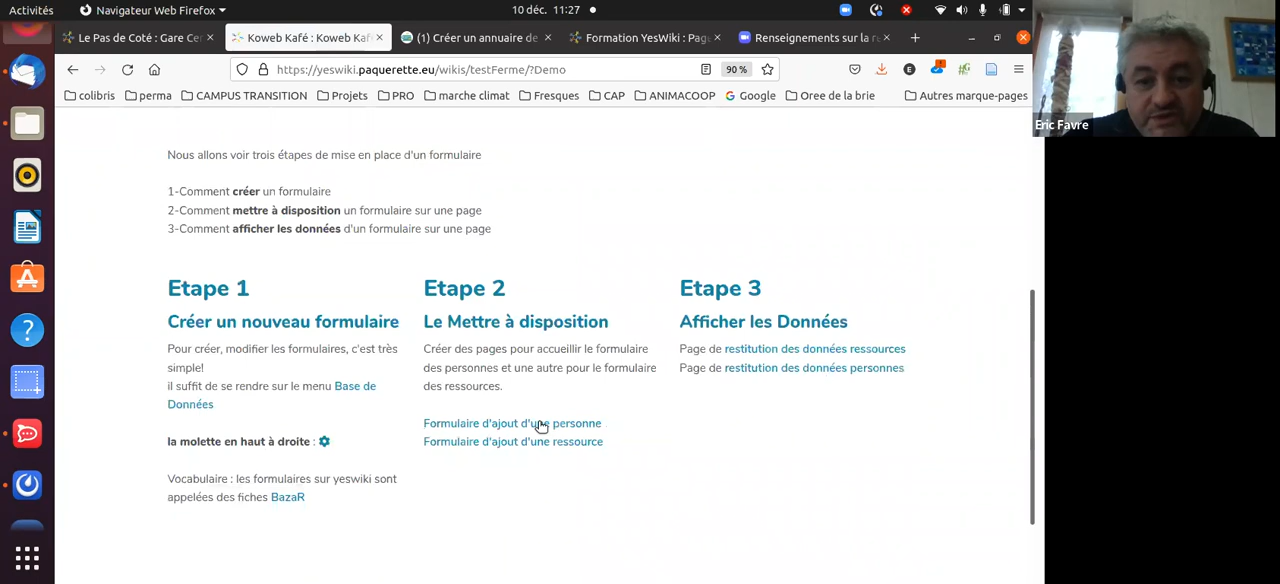 Activités
Navigateur Web Firefox
10 déc. 11:27
Le Pas de Coté : Gare Ce
Koweb Kafé : Koweb Kaf
(1) Créer un annuaire de
Formation YesWiki : Pag
Renseignements sur la r
https://yeswiki.paquerette.eu/wikis/testFerme/?Demo
90 %
colibris
perma
CAMPUS TRANSITION
Projets
PRO
marche climat
Fresques
CAP
ANIMACOOP
Google
Oree de la brie
Autres marque-pages
Eric Favre
Nous allons voir trois étapes de mise en place d'un formulaire
1-Comment créer un formulaire
2-Comment mettre à disposition un formulaire sur une page
3-Comment afficher les données d'un formulaire sur une page
Etape 1
Créer un nouveau formulaire
Pour créer, modifier les formulaires, c'est très
simple!
il suffit de se rendre sur le menu Base de
Données
la molette en haut à droite :
Vocabulaire : les formulaires sur yeswiki sont
appelées des fiches BazaR
Etape 2
Le Mettre à disposition
Créer des pages pour accueillir le formulaire
des personnes et une autre pour le formulaire
des ressources.
Formulaire d'ajout d'une personne
Formulaire d'ajout d'une ressource
Etape 3
Afficher les Données
Page de restitution des données ressources
Page de restitution des données personnes